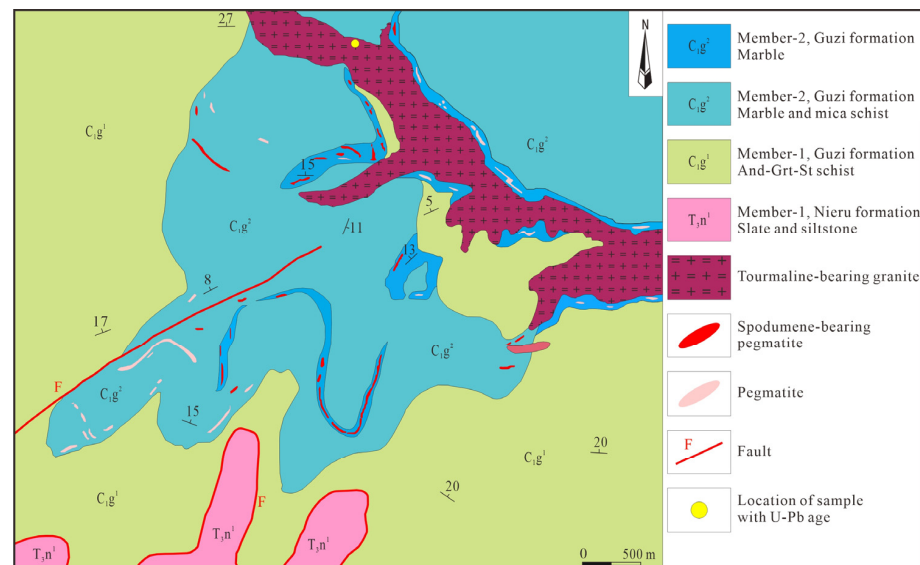 27
N
C₁g¹
C₁g²
15
C₁g²
5
11
13
8
17
F
C₁g²
15
C₁g²
20
C₁g¹
20
C₁g¹
F
T₃n¹
T₃n¹
T₃n¹
0 500 m
C₁g² Member-2, Guzi formation
Marble
C₁g² Member-2, Guzi formation
Marble and mica schist
C₁g¹ Member-1, Guzi formation
And-Grt-St schist
T₃n¹ Member-1, Nieru formation
Slate and siltstone
Tourmaline-bearing granite
Spodumene-bearing
pegmatite
Pegmatite
F Fault
Location of sample
with U-Pb age